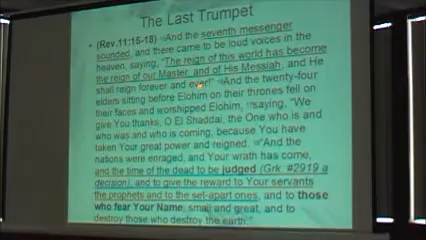 The Last Trumpet
• (Rev.11:15-18) 15And the seventh messenger
sounded, and there came to be loud voices in the
heaven, saying, "The reign of this world has become
the reign of our Master, and of His Messiah, and He
shall reign forever and ever!" 16And the twenty-four
elders sitting before Elohim on their thrones fell on
their faces and worshipped Elohim, 17saying, "We
give You thanks, O El Shaddai, the One who is and
who was and who is coming, because You have
taken Your great power and reigned. 18"And the
nations were enraged, and Your wrath has come,
and the time of the dead to be judged (Grk. #2919 a
decision), and to give the reward to Your servants
the prophets and to the set-apart ones, and to those
who fear Your Name, small and great, and to
destroy those who destroy the earth."